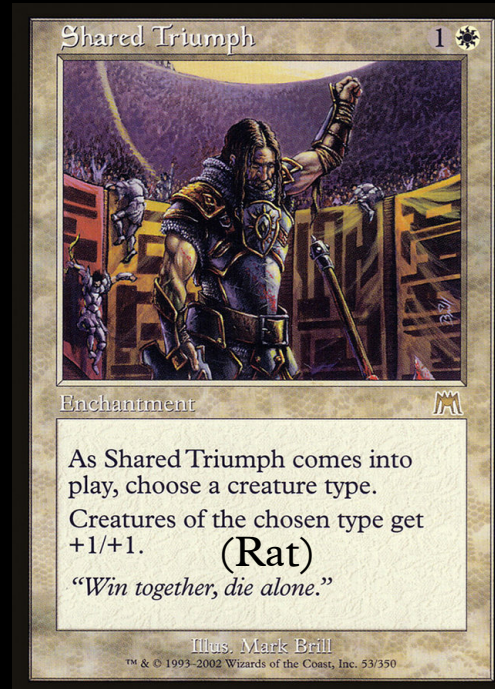 Shared Triumph 1
Enchantment
As Shared Triumph comes into
play, choose a creature type.
Creatures of the chosen type get
+1/+1. (Rat)
“Win together, die alone.”
Illus. Mark Brill
™ & © 1993–2002 Wizards of the Coast, Inc. 53/350